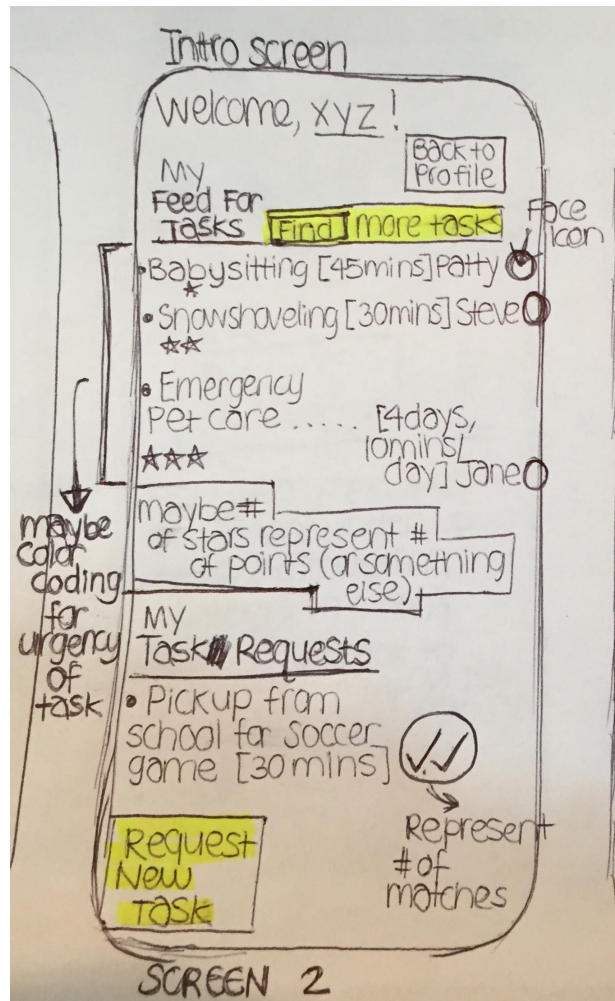 Intro screen
Welcome, xyz!
Back to
Profile
My
Feed For
Tasks
Find more tasks
Face
Icon
• Babysitting [45mins] Patty
• Snowshoveling [30mins] Steve
• Emergency
Pet care ..... [4days,
10mins/
day] Jane
maybe #
of stars represent #
of points (or something
else)
maybe
color
coding
for
urgency
of
task
My
Task Requests
• Pickup from
school for Soccer
game [30mins]
Represent
# of
matches
Request
New
Task
SCREEN 2